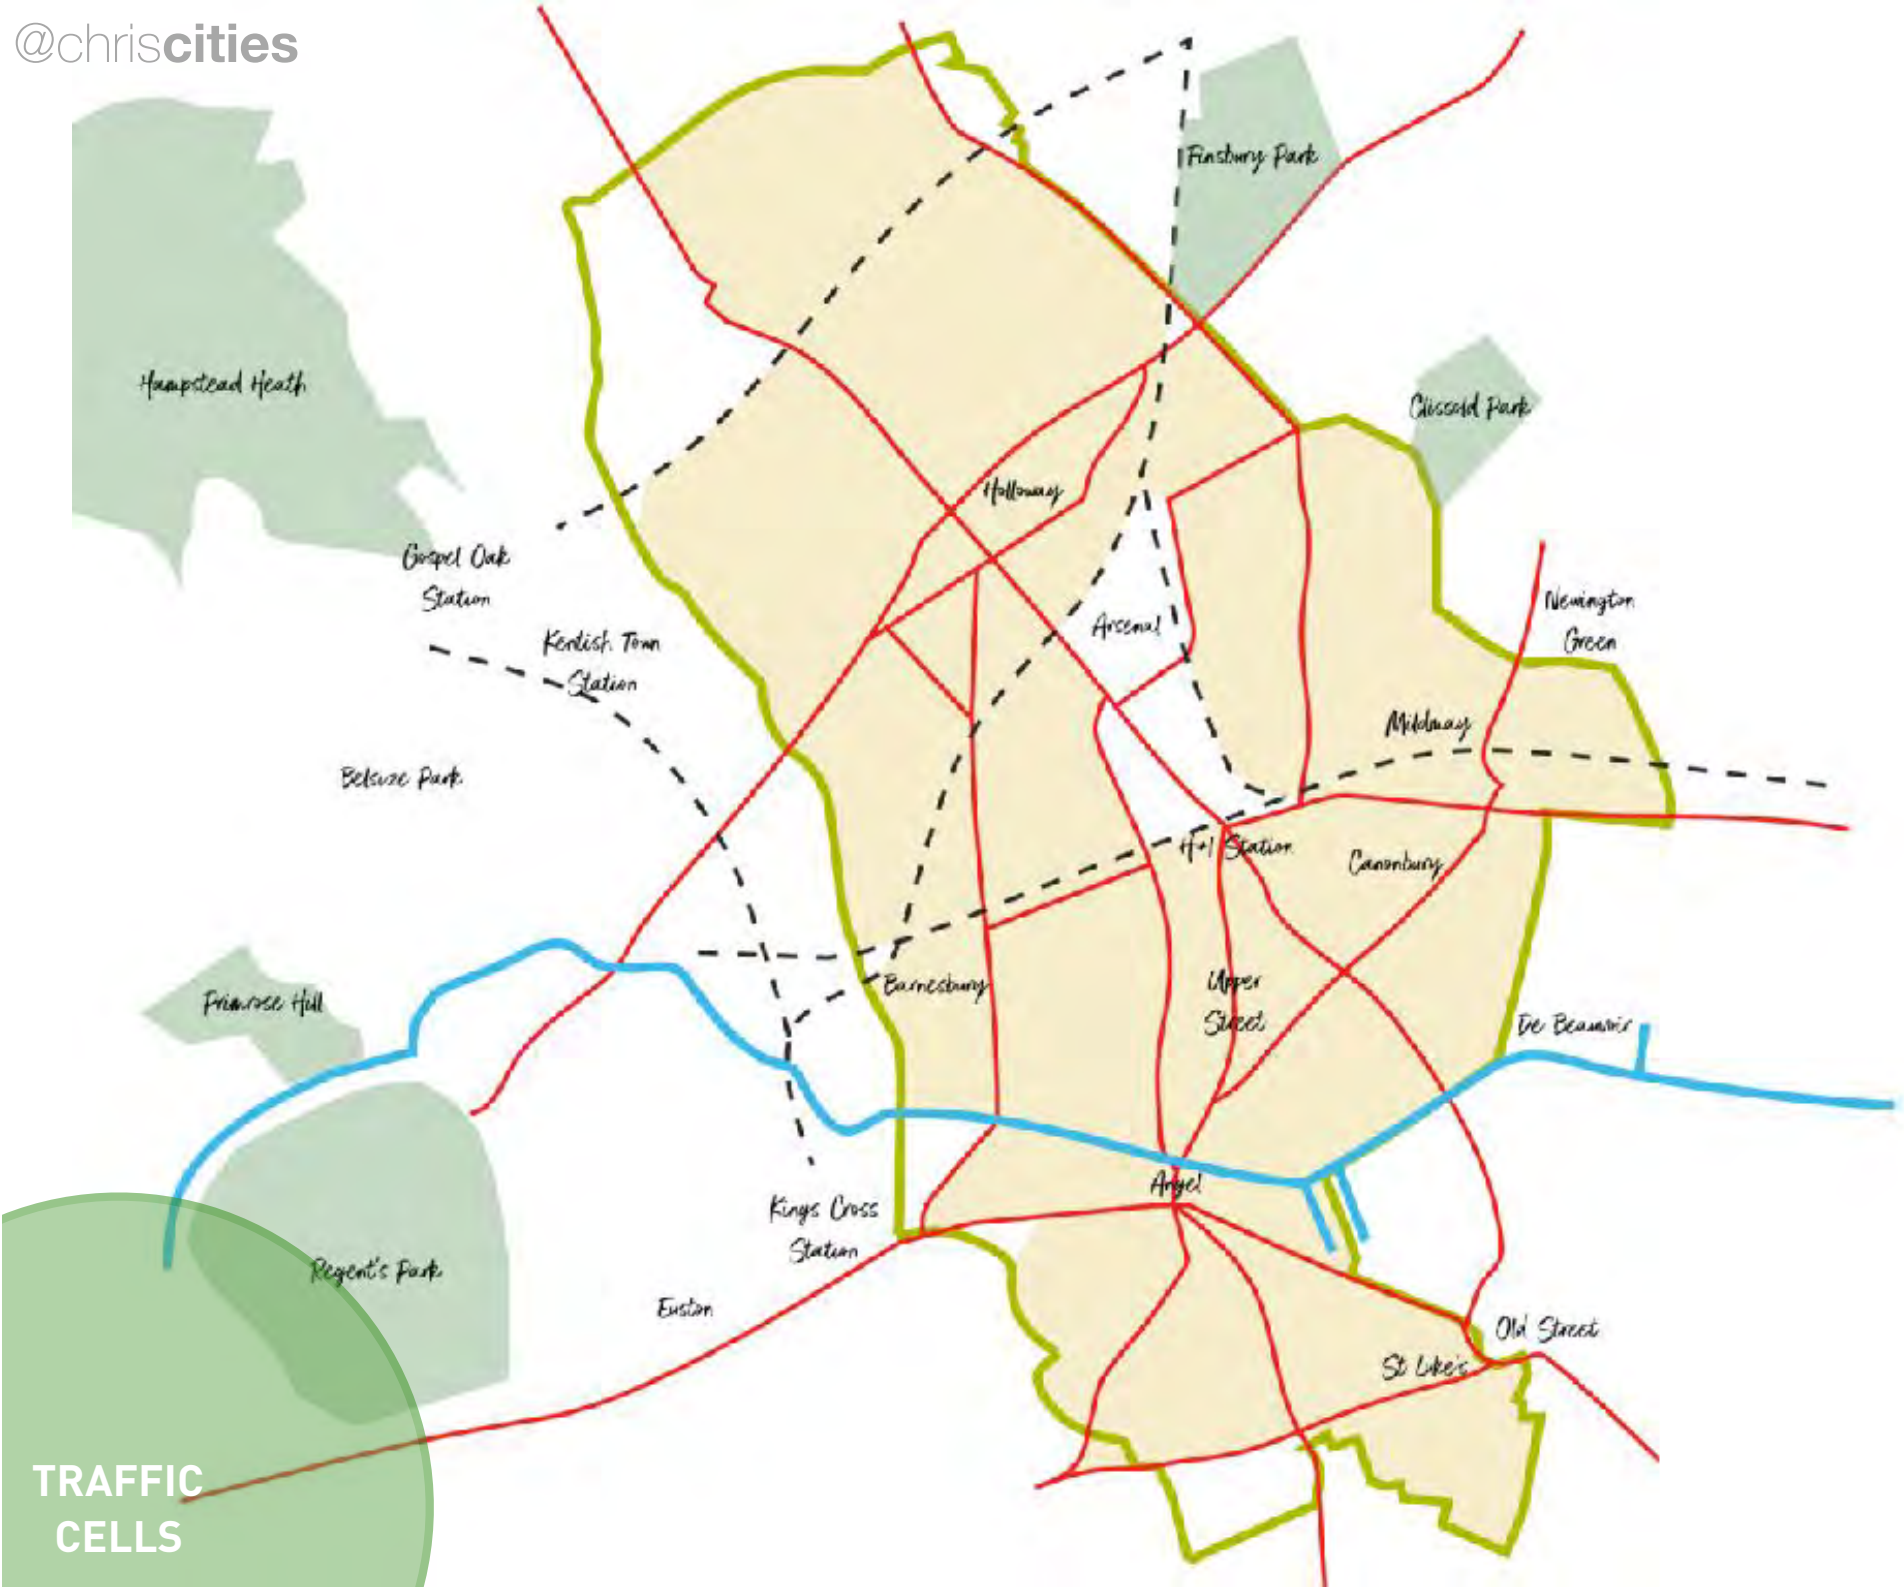 @chriscities
Finsbury Park
Hampstead Heath
Clissold Park
Holloway
Gospel Oak
Station
Newington
Green
Arsenal
Kentish Town
Station
Mildmay
Belsize Park
H+I Station
Canonbury
Barnesbury
Upper
Street
Primrose Hill
De Beauvoir
Angel
Kings Cross
Station
Regent's Park
Euston
Old Street
St Luke's
TRAFFIC
CELLS